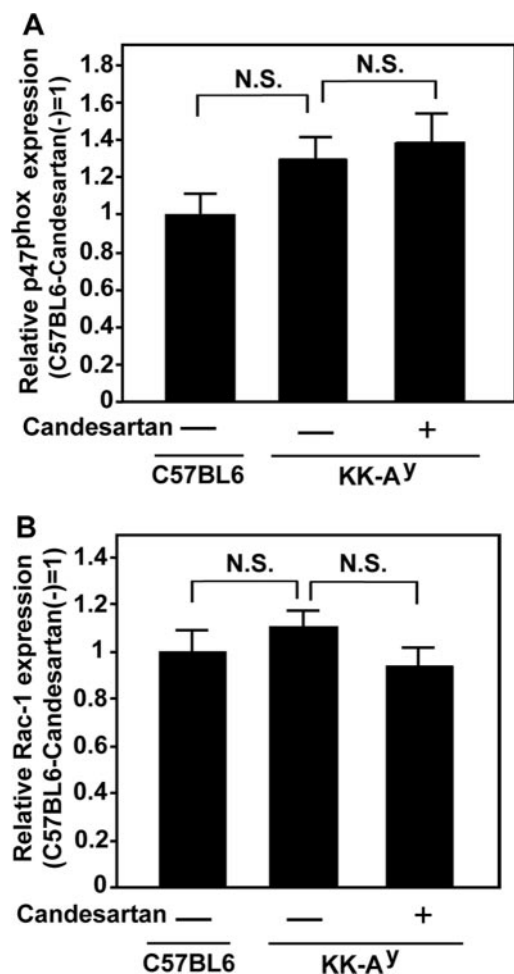 A
Relative p47phox expression
(C57BL6-Candesartan(-)=1)
1.8
1.6
1.4
1.2
1
0.8
0.6
0.4
0.2
0
N.S.
N.S.
Candesartan — — +
C57BL6 KK-Ay
B
Relative Rac-1 expression
(C57BL6-Candesartan(-)=1)
1.4
1.2
1
0.8
0.6
0.4
0.2
0
N.S.
N.S.
Candesartan — — +
C57BL6 KK-Ay